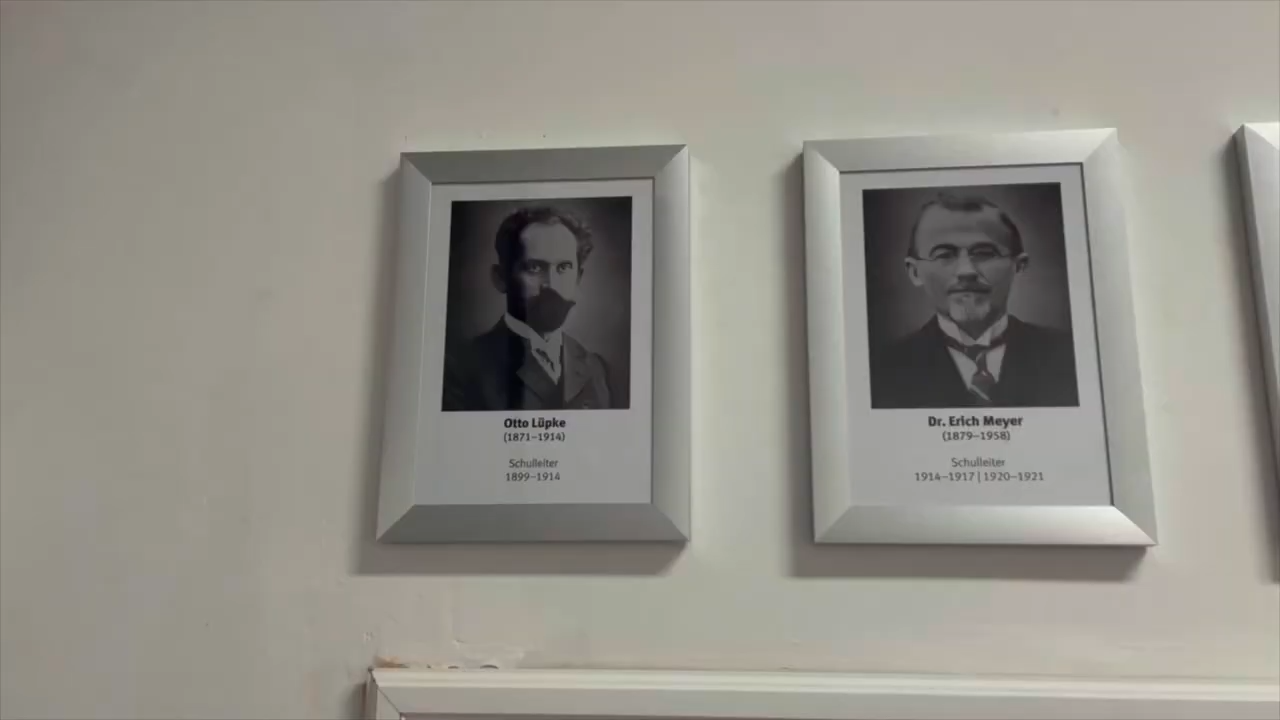 Otto Lüpke
(1871–1914)
Schulleiter
1899–1914
Dr. Erich Meyer
(1879–1958)
Schulleiter
1914–1917 | 1920–1921